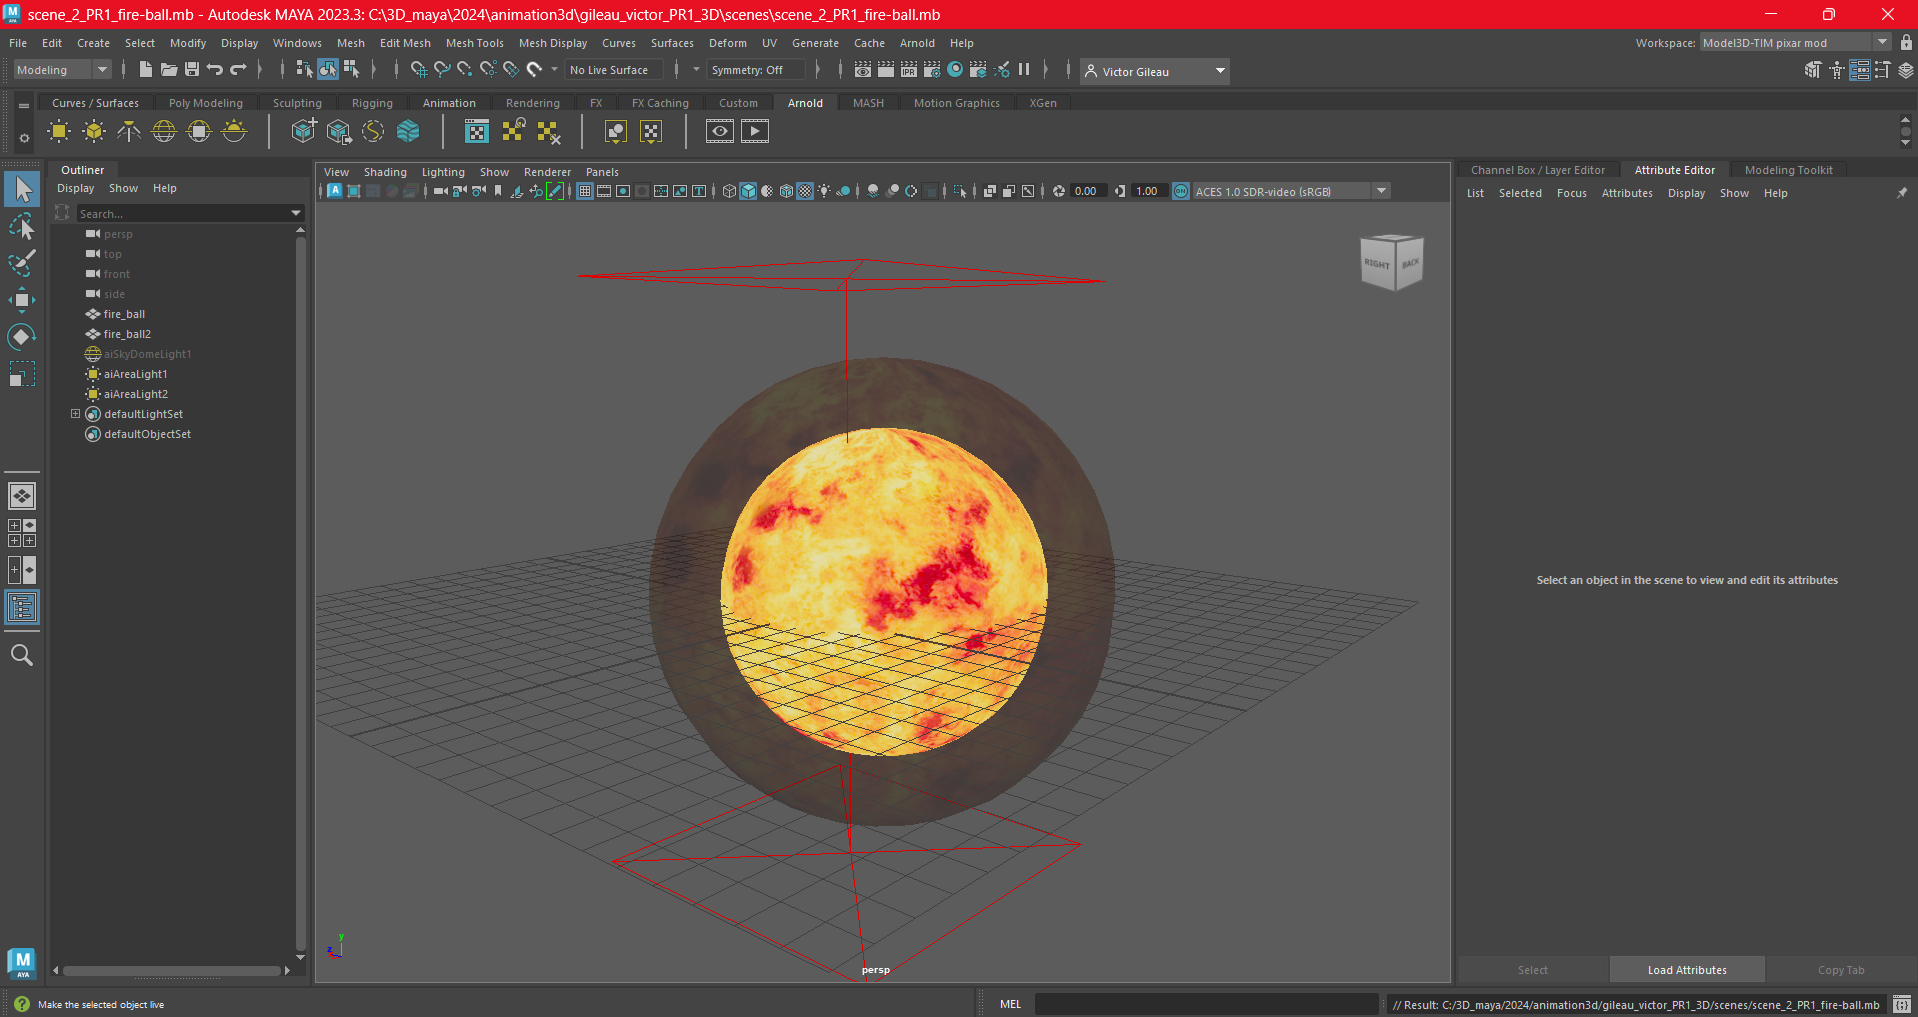 scene_2_PR1_fire-ball.mb - Autodesk MAYA 2023.3: C:\3D_maya\2024\animation3d\gileau_victor_PR1_3D\scenes\scene_2_PR1_fire-ball.mb
File Edit Create Select Modify Display Windows Mesh Edit Mesh Mesh Tools Mesh Display Curves Surfaces Deform UV Generate Cache Arnold Help Workspace: Model3D-TIM pixar mod
Modeling No Live Surface Symmetry: Off IPR Victor Gileau
Curves / Surfaces Poly Modeling Sculpting Rigging Animation Rendering FX FX Caching Custom Arnold MASH Motion Graphics XGen
Outliner
Display Show Help
Search...
persp
top
front
side
fire_ball
fire_ball2
aiSkyDomeLight1
aiAreaLight1
aiAreaLight2
defaultLightSet
defaultObjectSet
View Shading Lighting Show Renderer Panels
0.00 1.00 ON ACES 1.0 SDR-video (sRGB)
RIGHT BACK
y
z
persp
Channel Box / Layer Editor Attribute Editor Modeling Toolkit
List Selected Focus Attributes Display Show Help
Select an object in the scene to view and edit its attributes
Select Load Attributes Copy Tab
M
AYA
Make the selected object live
MEL
// Result: C:/3D_maya/2024/animation3d/gileau_victor_PR1_3D/scenes/scene_2_PR1_fire-ball.mb